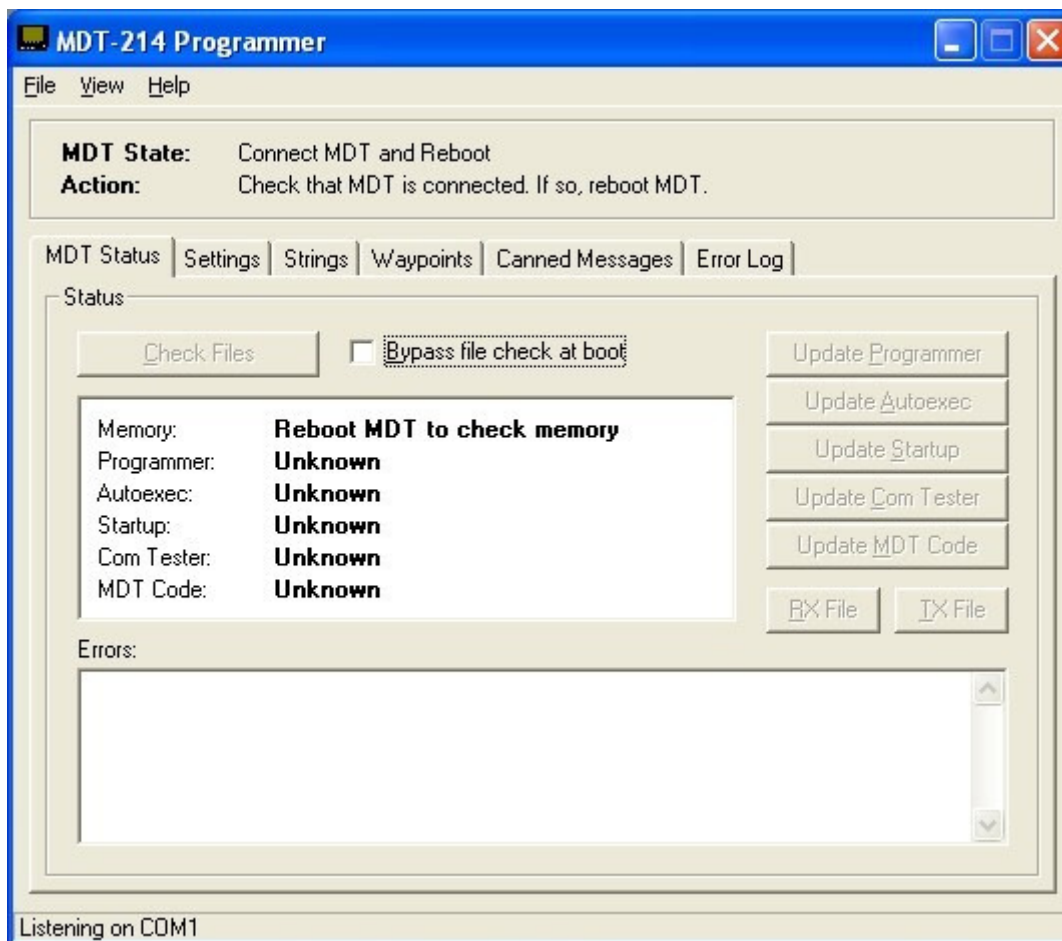 MDT-214 Programmer
File View Help
MDT State: Connect MDT and Reboot
Action: Check that MDT is connected. If so, reboot MDT.
MDT Status Settings Strings Waypoints Canned Messages Error Log
Status
Check Files Bypass file check at boot Update Programmer
Update Autoexec
Memory: Reboot MDT to check memory
Programmer: Unknown Update Startup
Autoexec: Unknown Update Com Tester
Startup: Unknown
Com Tester: Unknown Update MDT Code
MDT Code: Unknown RX File TX File
Errors:
Listening on COM1